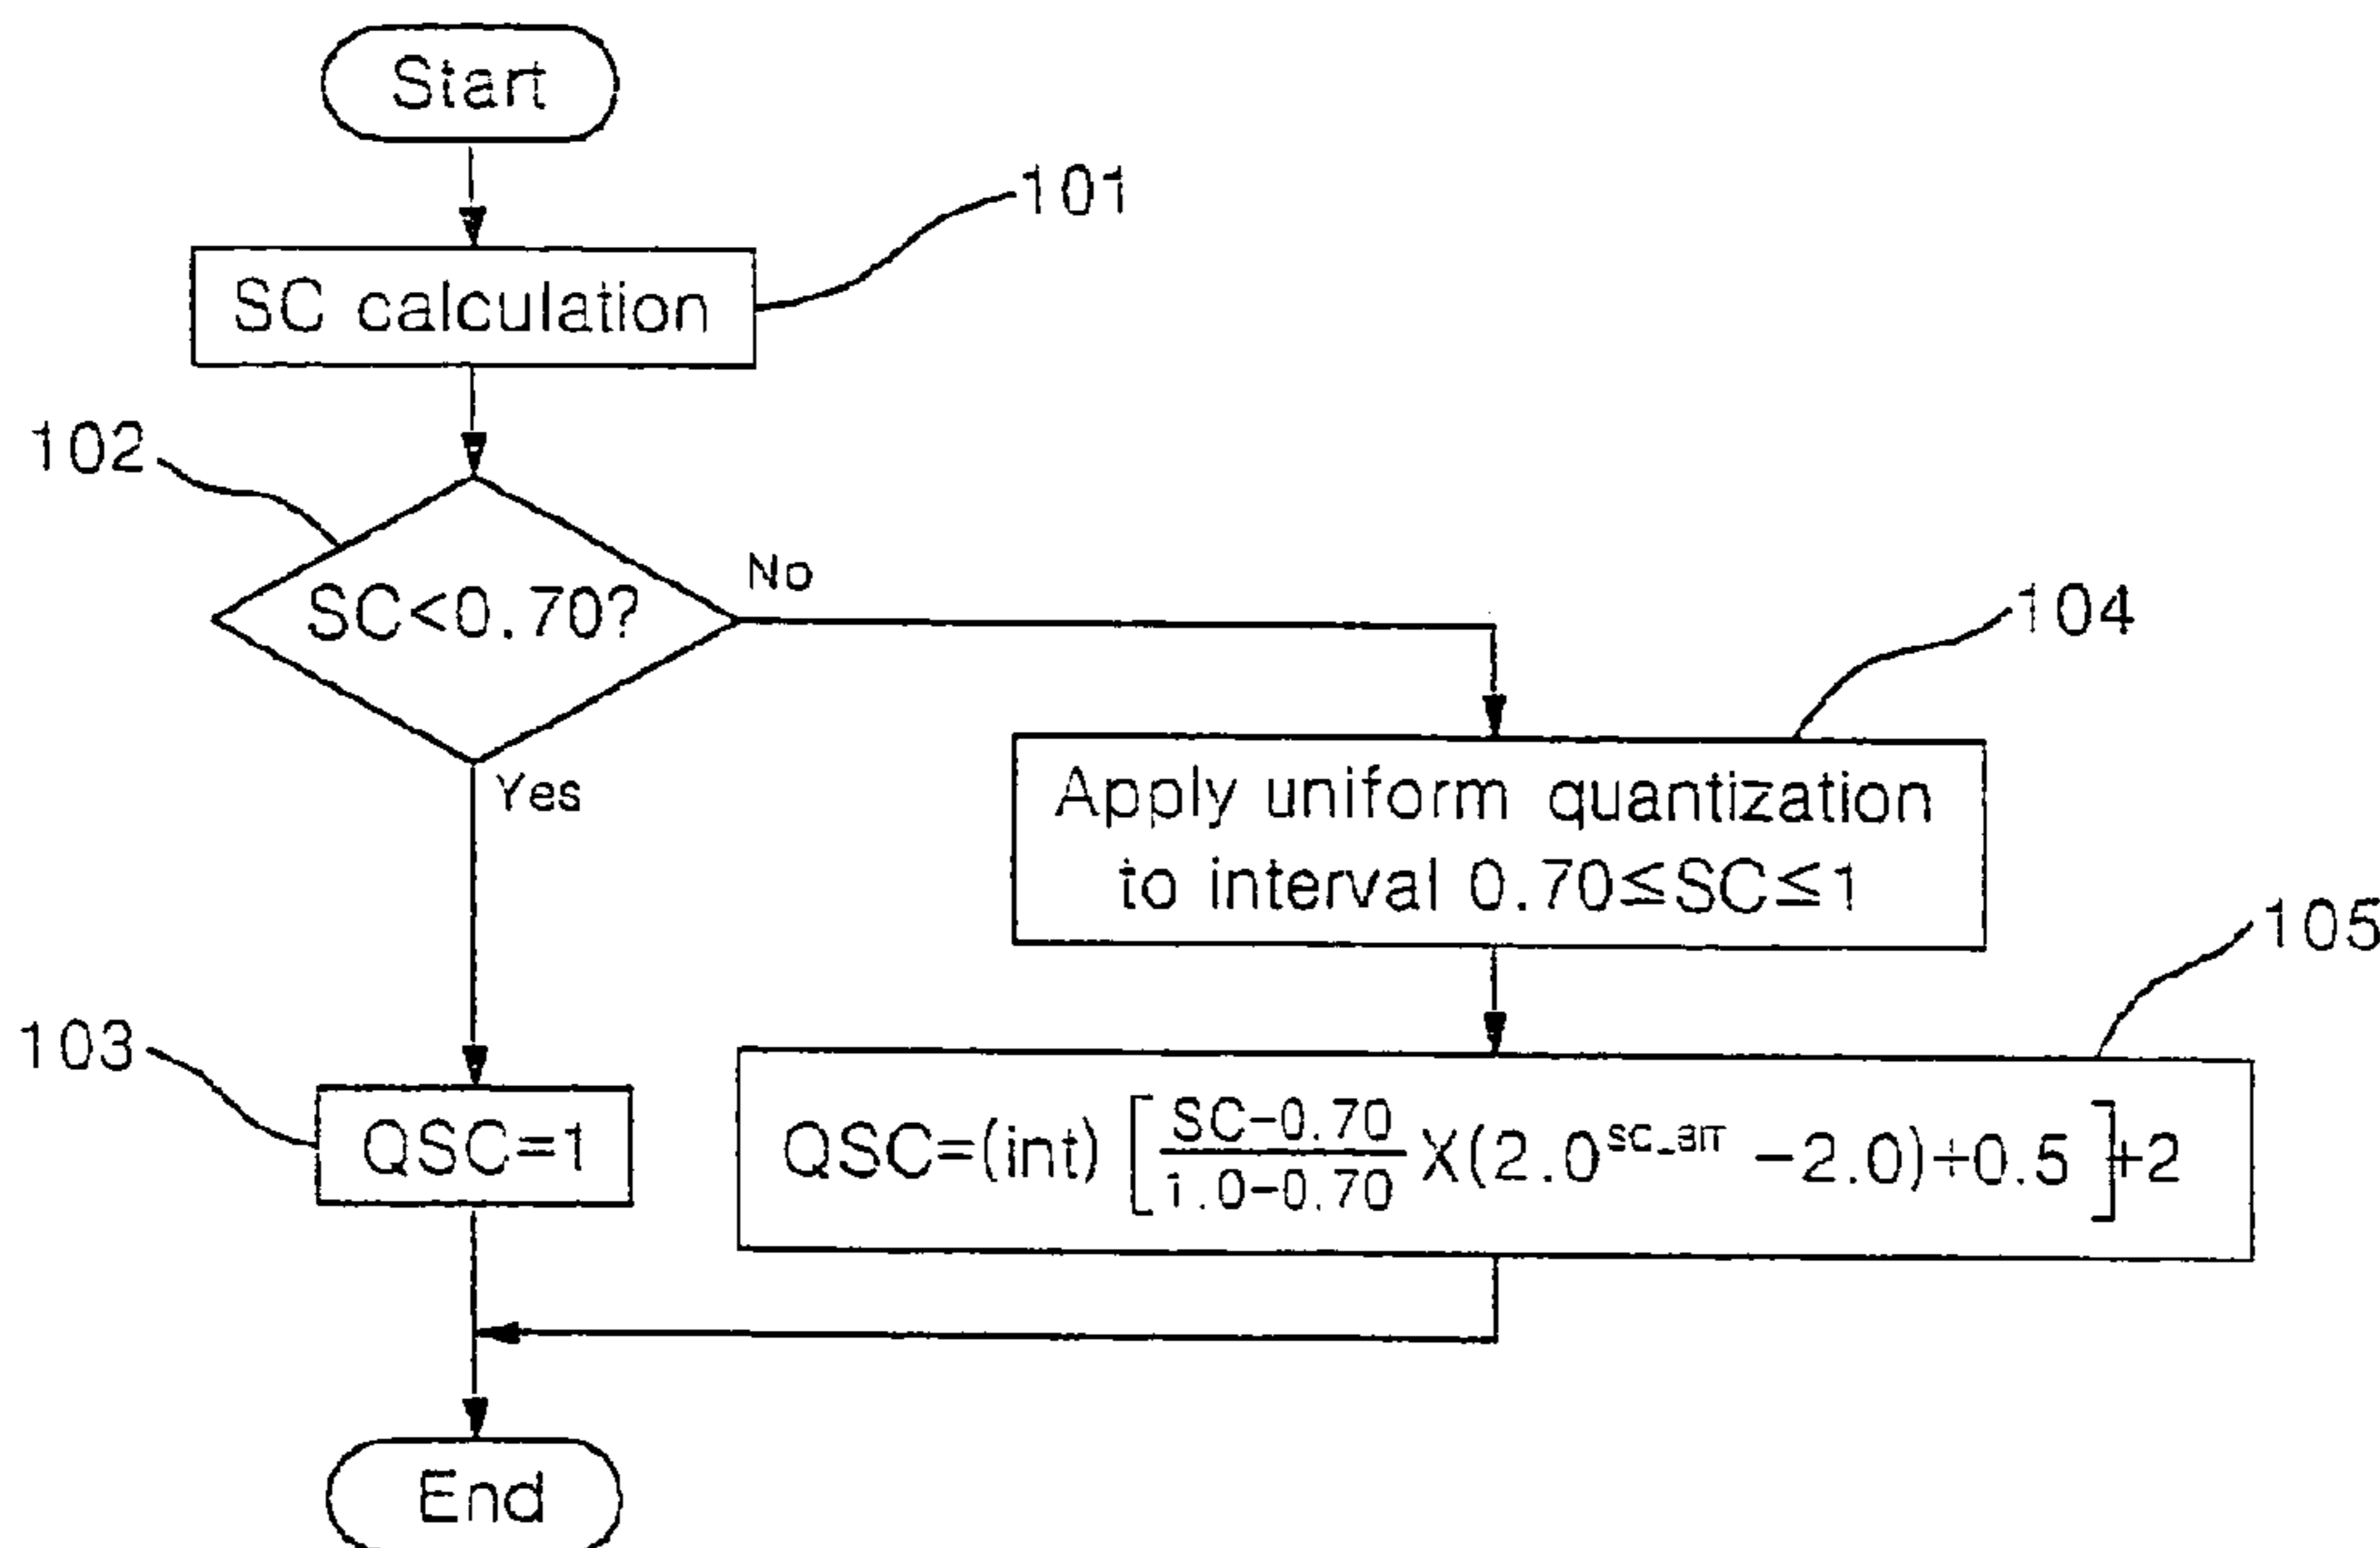 Start
101
SC calculation
102
SC<0.70?
No
Yes
104
Apply uniform quantization
to interval 0.70≤SC≤1
105
103
QSC=1
QSC=(int) [ SC-0.70 / 1.0-0.70 X(2.0^SC_BIT -2.0)+0.5 ]+2
End